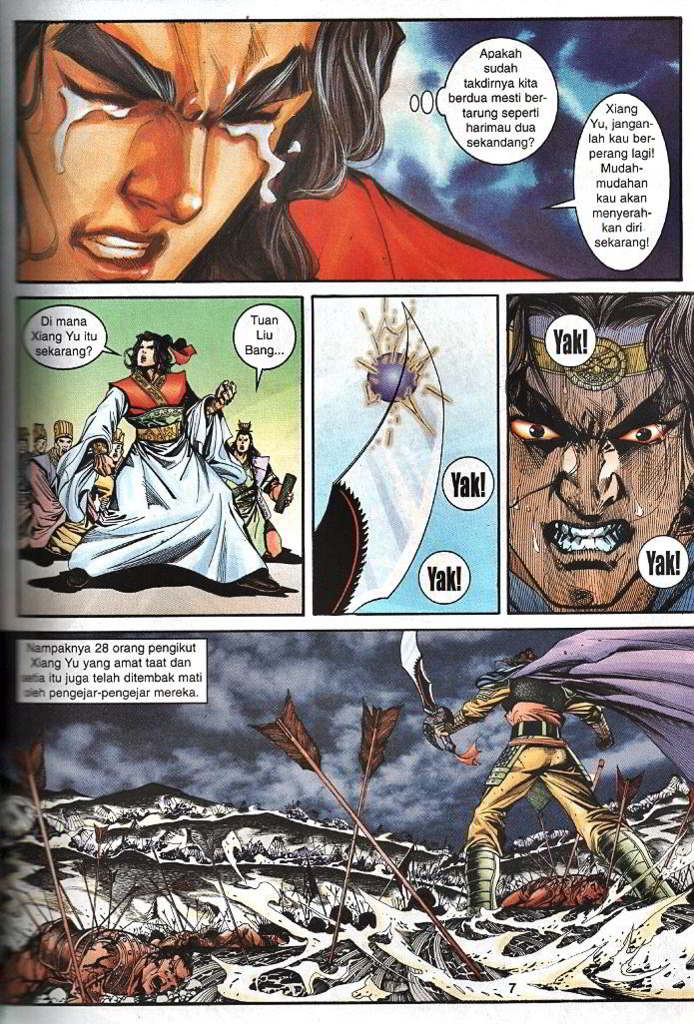 Apakah
sudah
takdirnya kita
berdua mesti ber-
tarung seperti
harimau dua
sekandang?
Xiang
Yu, jangan-
lah kau ber-
perang lagi!
Mudah-
mudahan
kau akan
menyerah-
kan diri
sekarang!
Di mana
Xiang Yu itu
sekarang?
Tuan
Liu
Bang...
Yak!
Yak!
Yak!
Yak!
Nampaknya 28 orang pengikut
Xiang Yu yang amat taat dan
setia itu juga telah ditembak mati
oleh pengejar-pengejar mereka.
7